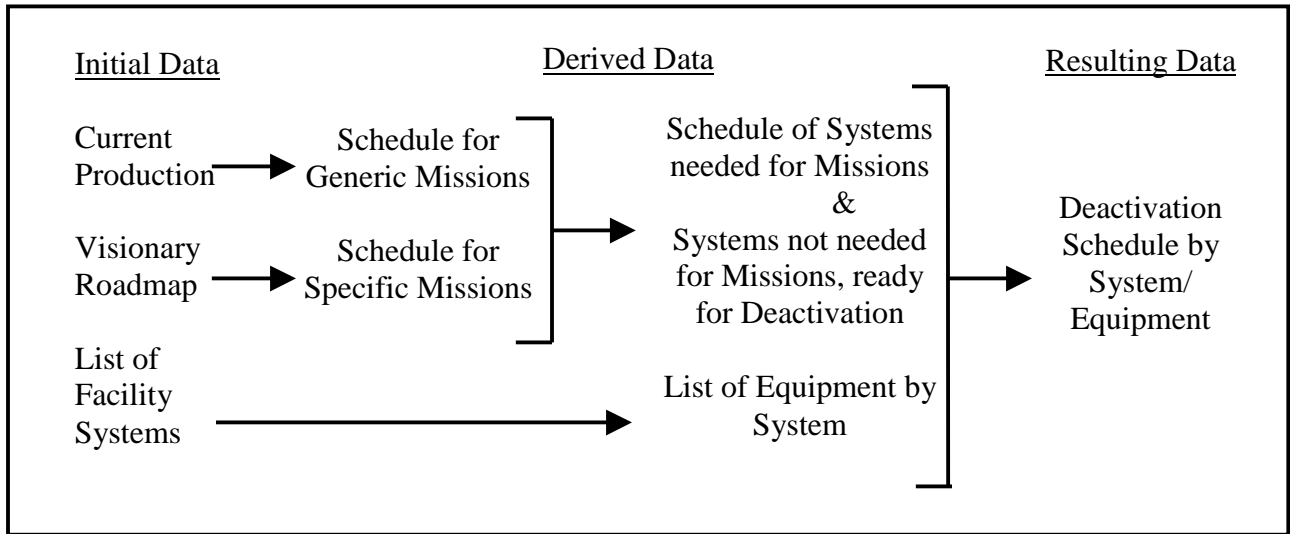 Initial Data
Derived Data
Resulting Data
Current
Production
Schedule for
Generic Missions
Visionary
Roadmap
Schedule for
Specific Missions
List of
Facility
Systems
Schedule of Systems
needed for Missions
&
Systems not needed
for Missions, ready
for Deactivation
List of Equipment by
System
Deactivation
Schedule by
System/
Equipment